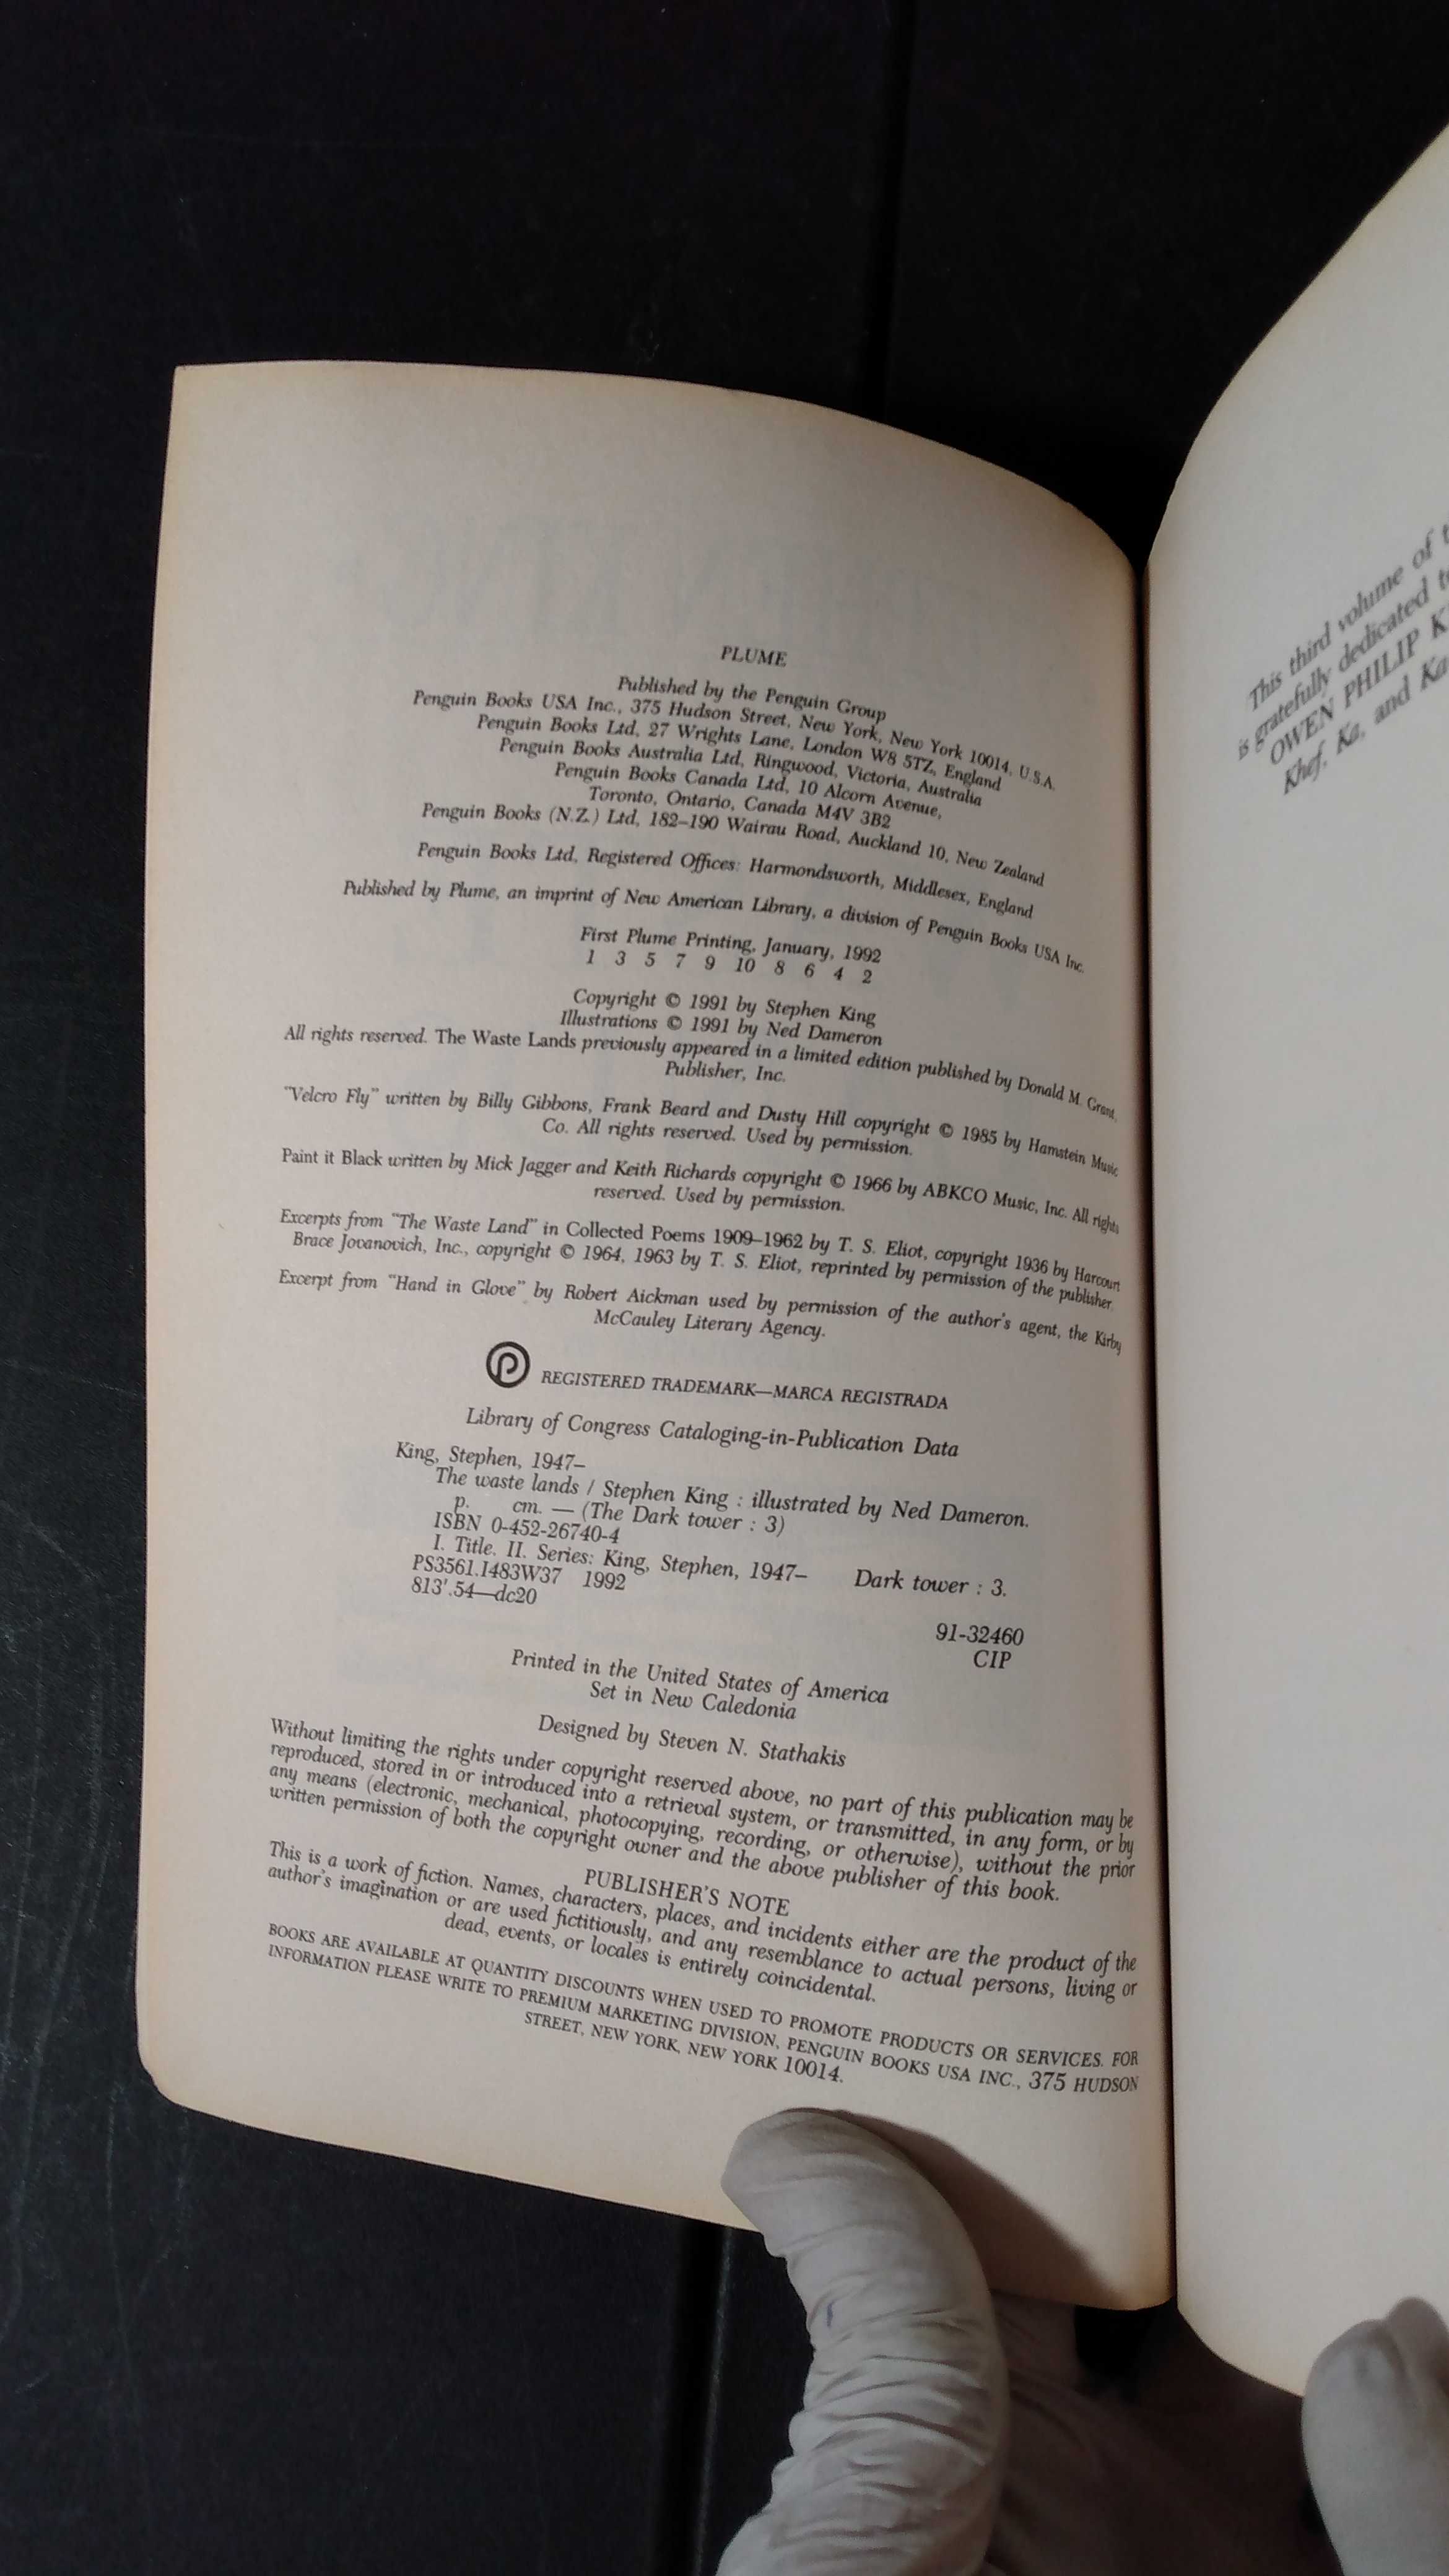 PLUME
Published by the Penguin Group
Penguin Books USA Inc., 375 Hudson Street, New York, New York 10014, U.S.A.
Penguin Books Ltd, 27 Wrights Lane, London W8 5TZ, England
Penguin Books Australia Ltd, Ringwood, Victoria, Australia
Penguin Books Canada Ltd, 10 Alcorn Avenue,
Toronto, Ontario, Canada M4V 3B2
Penguin Books (N.Z.) Ltd, 182–190 Wairau Road, Auckland 10, New Zealand
Penguin Books Ltd, Registered Offices: Harmondsworth, Middlesex, England
Published by Plume, an imprint of New American Library, a division of Penguin Books USA Inc.
First Plume Printing, January, 1992
1 3 5 7 9 10 8 6 4 2
Copyright © 1991 by Stephen King
Illustrations © 1991 by Ned Dameron
All rights reserved. The Waste Lands previously appeared in a limited edition published by Donald M. Grant,
Publisher, Inc.
"Velcro Fly" written by Billy Gibbons, Frank Beard and Dusty Hill copyright © 1985 by Hamstein Music
Co. All rights reserved. Used by permission.
Paint it Black written by Mick Jagger and Keith Richards copyright © 1966 by ABKCO Music, Inc. All rights
reserved. Used by permission.
Excerpts from "The Waste Land" in Collected Poems 1909–1962 by T. S. Eliot, copyright 1936 by Harcourt
Brace Jovanovich, Inc., copyright © 1964, 1963 by T. S. Eliot, reprinted by permission of the publisher.
Excerpt from "Hand in Glove" by Robert Aickman used by permission of the author's agent, the Kirby
McCauley Literary Agency.
REGISTERED TRADEMARK—MARCA REGISTRADA
Library of Congress Cataloging-in-Publication Data
King, Stephen, 1947–
The waste lands / Stephen King : illustrated by Ned Dameron.
p. cm. — (The Dark tower : 3)
ISBN 0-452-26740-4
I. Title. II. Series: King, Stephen, 1947– Dark tower : 3.
PS3561.I483W37 1992
813'.54—dc20
91-32460
CIP
Printed in the United States of America
Set in New Caledonia
Designed by Steven N. Stathakis
Without limiting the rights under copyright reserved above, no part of this publication may be
reproduced, stored in or introduced into a retrieval system, or transmitted, in any form, or by
any means (electronic, mechanical, photocopying, recording, or otherwise), without the prior
written permission of both the copyright owner and the above publisher of this book.
PUBLISHER'S NOTE
This is a work of fiction. Names, characters, places, and incidents either are the product of the
author's imagination or are used fictitiously, and any resemblance to actual persons, living or
dead, events, or locales is entirely coincidental.
BOOKS ARE AVAILABLE AT QUANTITY DISCOUNTS WHEN USED TO PROMOTE PRODUCTS OR SERVICES. FOR
INFORMATION PLEASE WRITE TO PREMIUM MARKETING DIVISION, PENGUIN BOOKS USA INC., 375 HUDSON
STREET, NEW YORK, NEW YORK 10014.
This third volume of
is gratefully dedicated
OWEN PHILIP
Khef, Ka, and